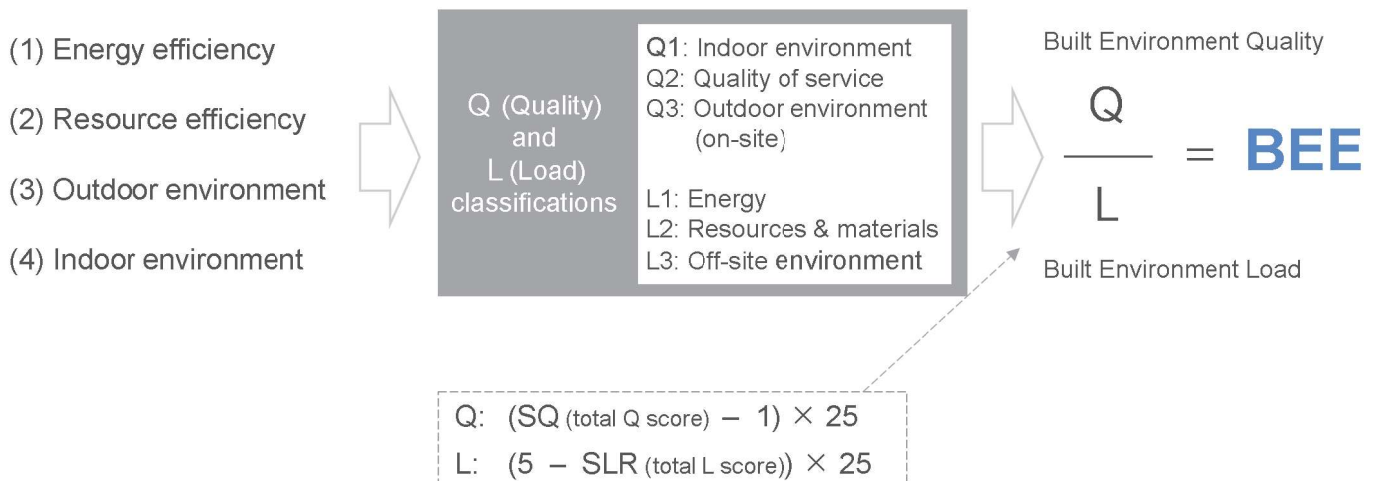 (1) Energy efficiency
(2) Resource efficiency
(3) Outdoor environment
(4) Indoor environment
Q (Quality)
and
L (Load)
classifications
Q1: Indoor environment
Q2: Quality of service
Q3: Outdoor environment
(on-site)
L1: Energy
L2: Resources & materials
L3: Off-site environment
Built Environment Quality
Q
L
= BEE
Built Environment Load
Q: (SQ (total Q score) – 1) × 25
L: (5 – SLR (total L score)) × 25